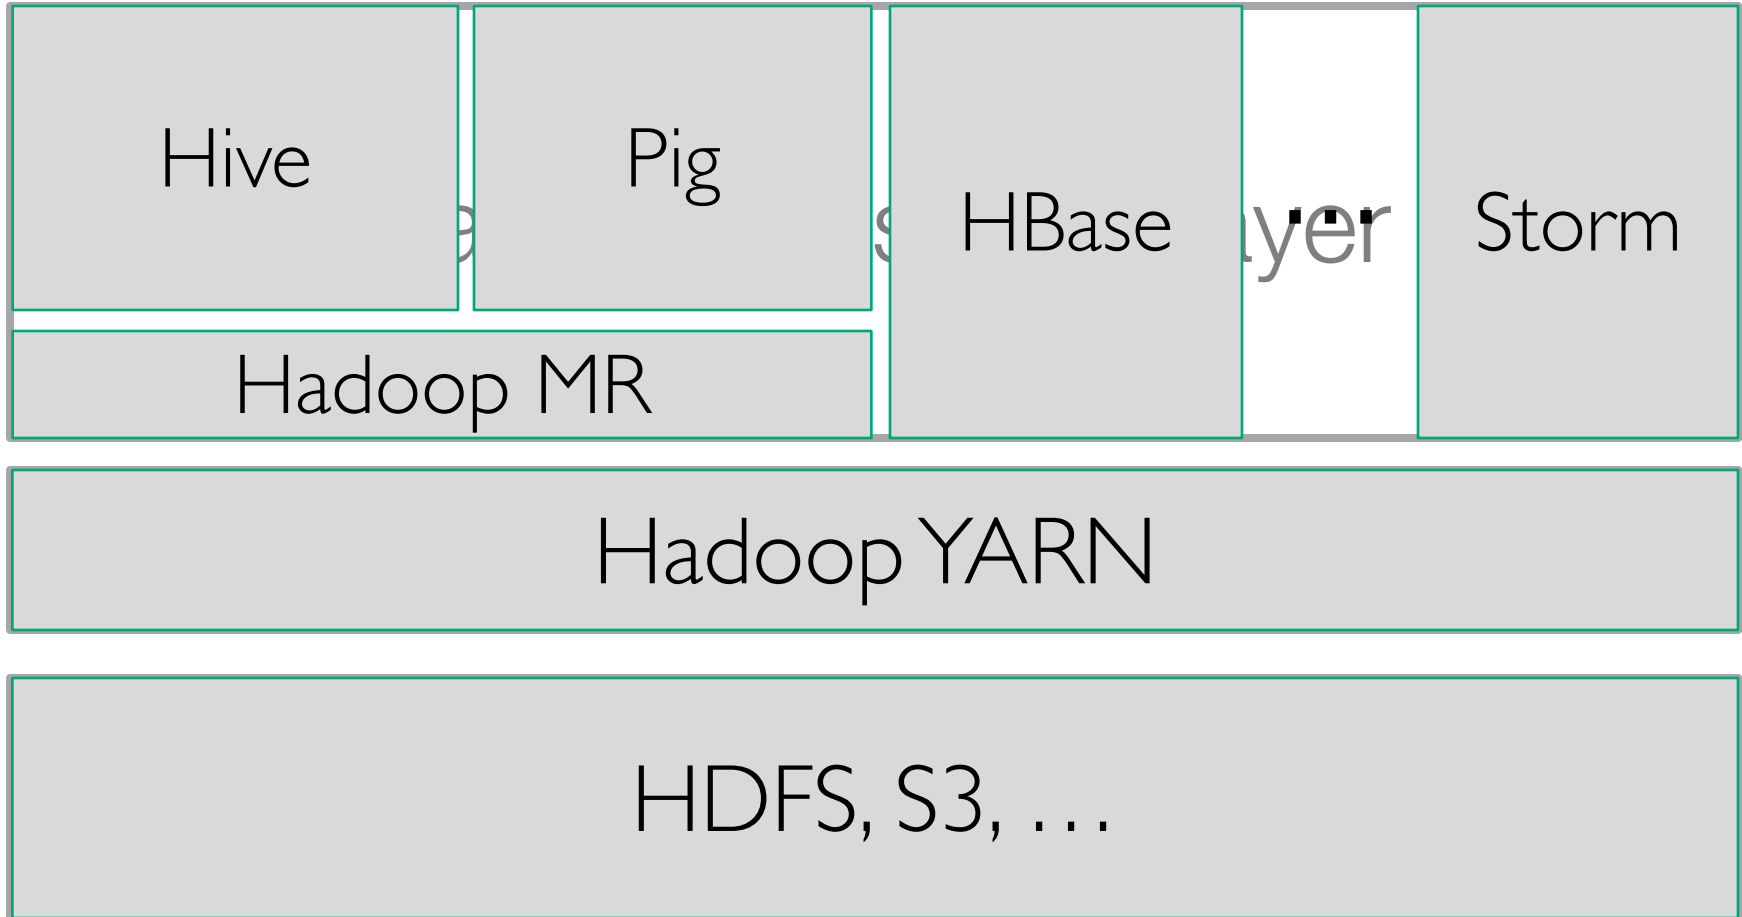 Hive
Pig
HBase
...
Storm
Hadoop MR
Hadoop YARN
HDFS, S3, ...